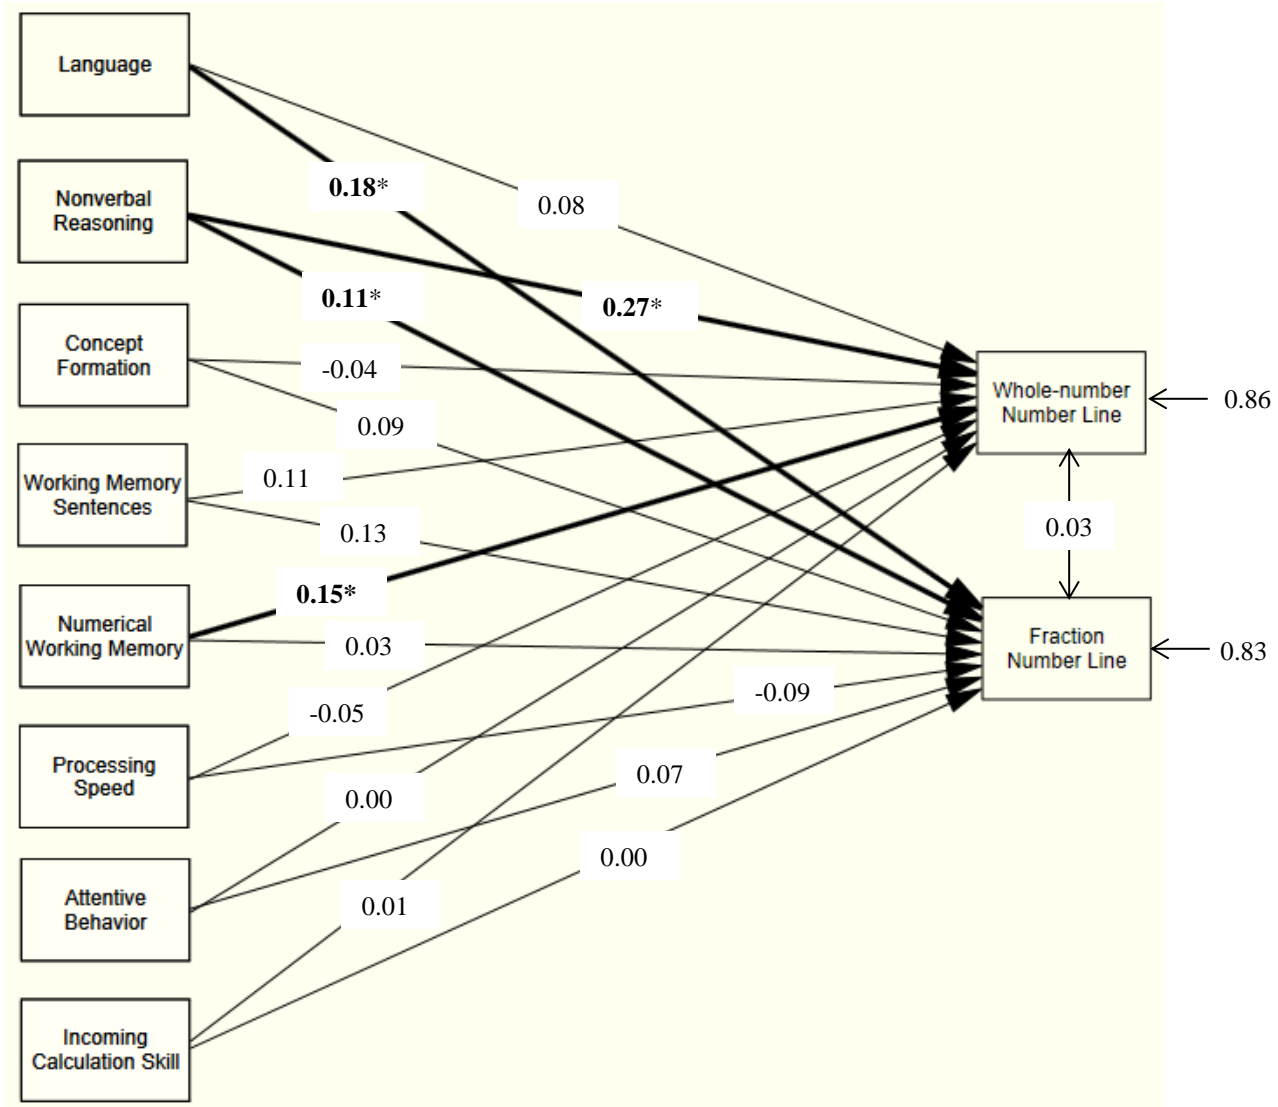 Language
0.18*
0.08
Nonverbal
Reasoning
0.11*
0.27*
Concept
Formation
-0.04
0.09
Whole-number
Number Line
0.86
Working Memory
Sentences
0.11
0.13
0.03
Numerical
Working Memory
0.15*
0.03
Fraction
Number Line
0.83
-0.09
Processing
Speed
-0.05
0.07
0.00
Attentive
Behavior
0.00
0.01
Incoming
Calculation Skill